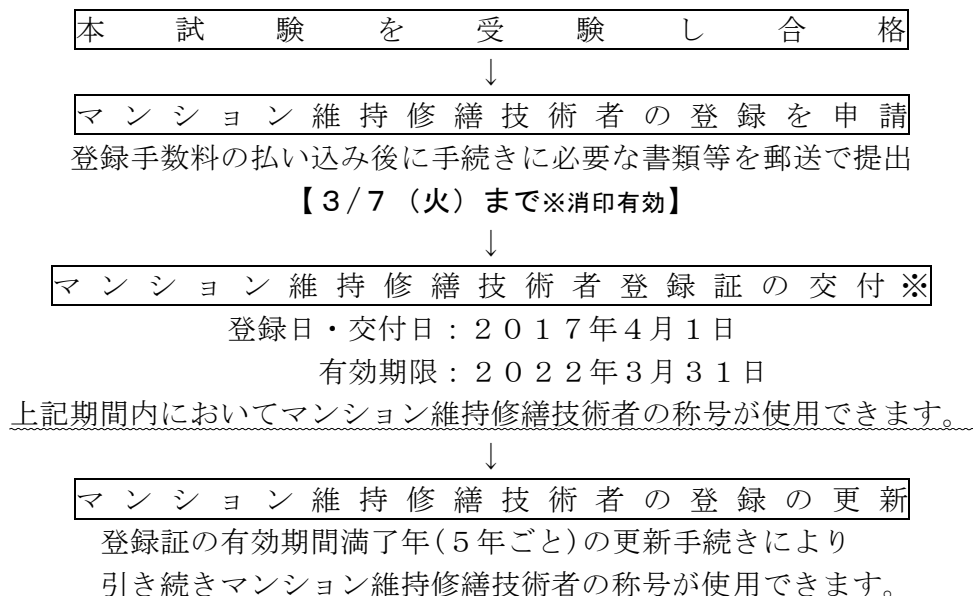 本試験を受験し合格
↓
マンション維持修繕技術者の登録を申請
登録手数料の払い込み後に手続きに必要な書類等を郵送で提出
【３/７（火）まで※消印有効】
↓
マンション維持修繕技術者登録証の交付※
登録日・交付日：２０１７年４月１日
有効期限：２０２２年３月３１日
上記期間内においてマンション維持修繕技術者の称号が使用できます。
↓
マンション維持修繕技術者の登録の更新
登録証の有効期間満了年(５年ごと)の更新手続きにより
引き続きマンション維持修繕技術者の称号が使用できます。